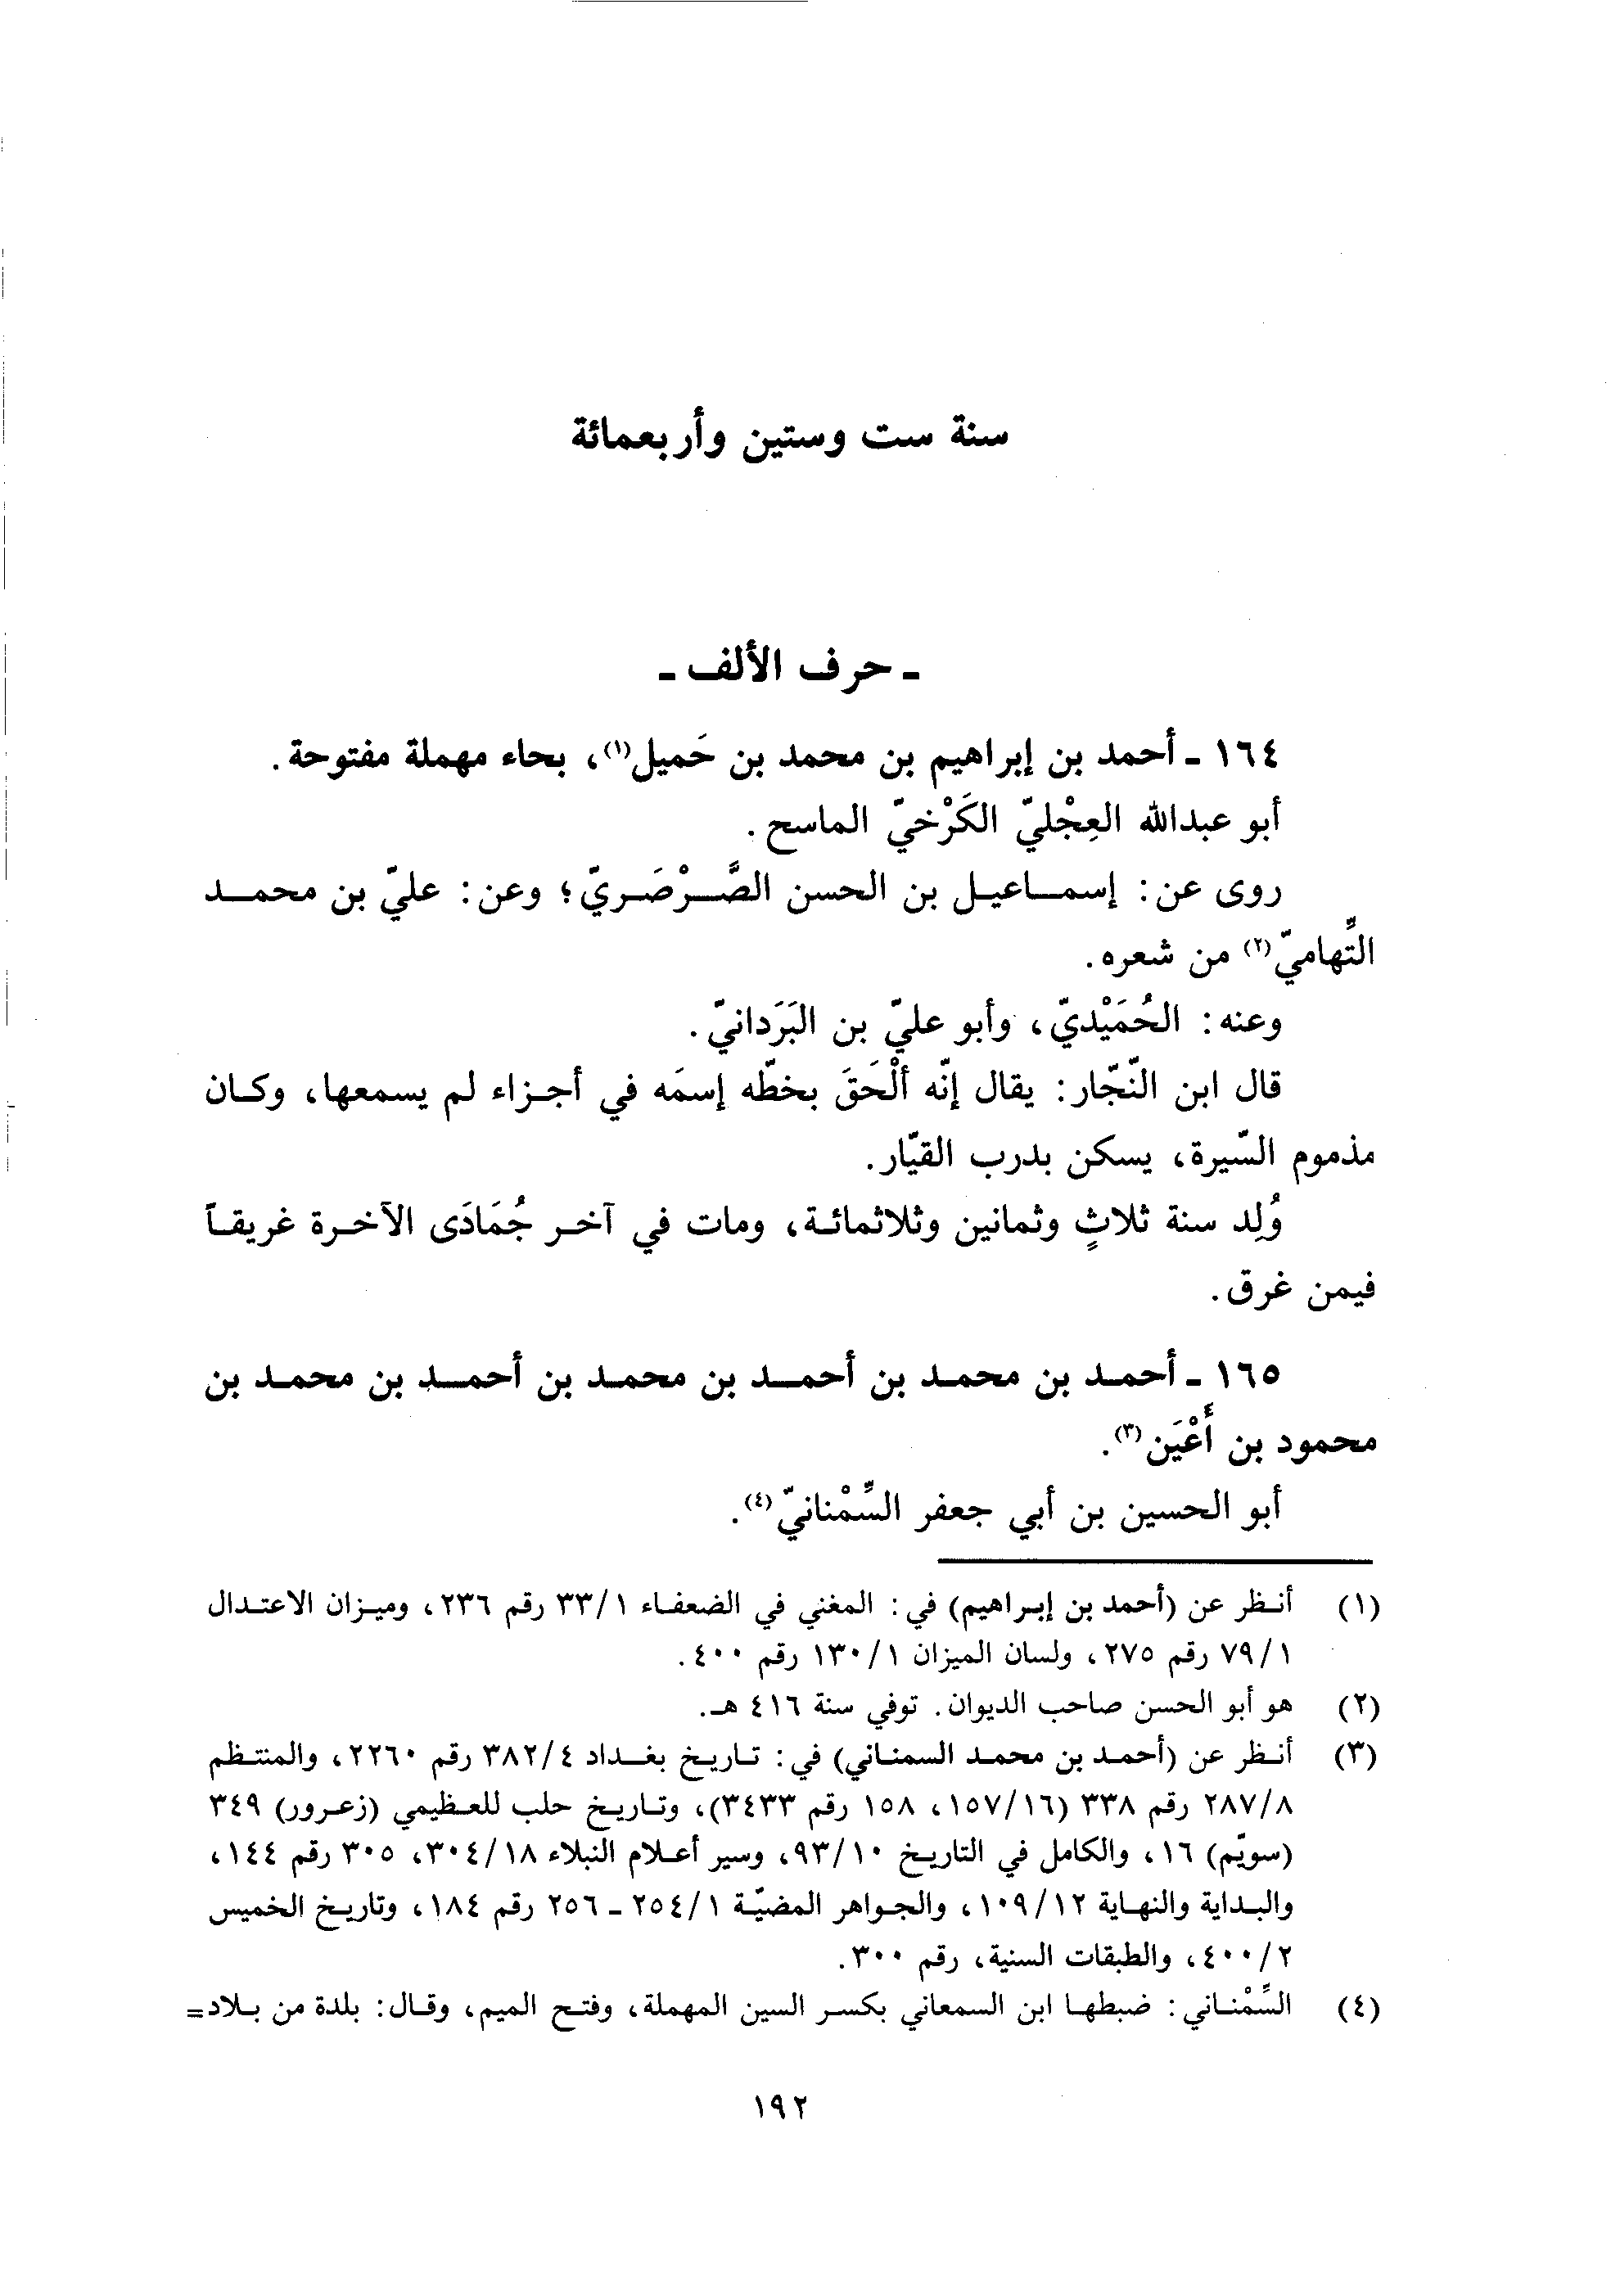 سنة ست وستين وأربعمائة
ـ حرف الألف ـ
١٦٤ ـ أحمد بن إبراهيم بن محمد بن حَميل(١)، بحاء مهملة مفتوحة.
أبو عبدالله العِجْليّ الكَرْخيّ الماسح.
روى عن: إسماعيل بن الحسن الصَّرْصَريّ؛ وعن: عليّ بن محمد
التِّهاميّ(٢) من شعره.
وعنه: الحُمَيْديّ، وأبو عليّ بن البَرَدانيّ.
قال ابن النّجّار: يقال إنّه ألْحَقَ بخطّه إسمَه في أجزاء لم يسمعها، وكان
مذموم السّيرة، يسكن بدرب القيّار.
وُلِد سنة ثلاثٍ وثمانين وثلاثمائة، ومات في آخر جُمَادَى الآخرة غريقاً
فيمن غرق.
١٦٥ ـ أحمد بن محمد بن أحمد بن محمد بن أحمد بن محمد بن
محمود بن أَعْيَن(٣).
أبو الحسين بن أبي جعفر السِّمْنانيّ(٤).
(١) أنظر عن (أحمد بن إبراهيم) في: المغني في الضعفاء ٣٣/١ رقم ٢٣٦، وميزان الاعتدال
٧٩/١ رقم ٢٧٥، ولسان الميزان ١٣٠/١ رقم ٤٠٠.
(٢) هو أبو الحسن صاحب الديوان. توفي سنة ٤١٦ هـ.
(٣) أنظر عن (أحمد بن محمد السمناني) في: تاريخ بغداد ٣٨٢/٤ رقم ٢٢٦٠، والمنتظم
٢٨٧/٨ رقم ٣٣٨ (١٥٧/١٦، ١٥٨ رقم ٣٤٣٣)، وتاريخ حلب للعظيمي (زعرور) ٣٤٩
(سويّم) ١٦، والكامل في التاريخ ٩٣/١٠، وسير أعلام النبلاء ٣٠٤/١٨، ٣٠٥ رقم ١٤٤،
والبداية والنهاية ١٠٩/١٢، والجواهر المضيّة ٢٥٤/١ ـ ٢٥٦ رقم ١٨٤، وتاريخ الخميس
٤٠٠/٢، والطبقات السنية، رقم ٣٠٠.
(٤) السِّمْناني: ضبطها ابن السمعاني بكسر السين المهملة، وفتح الميم، وقال: بلدة من بلاد=
١٩٢